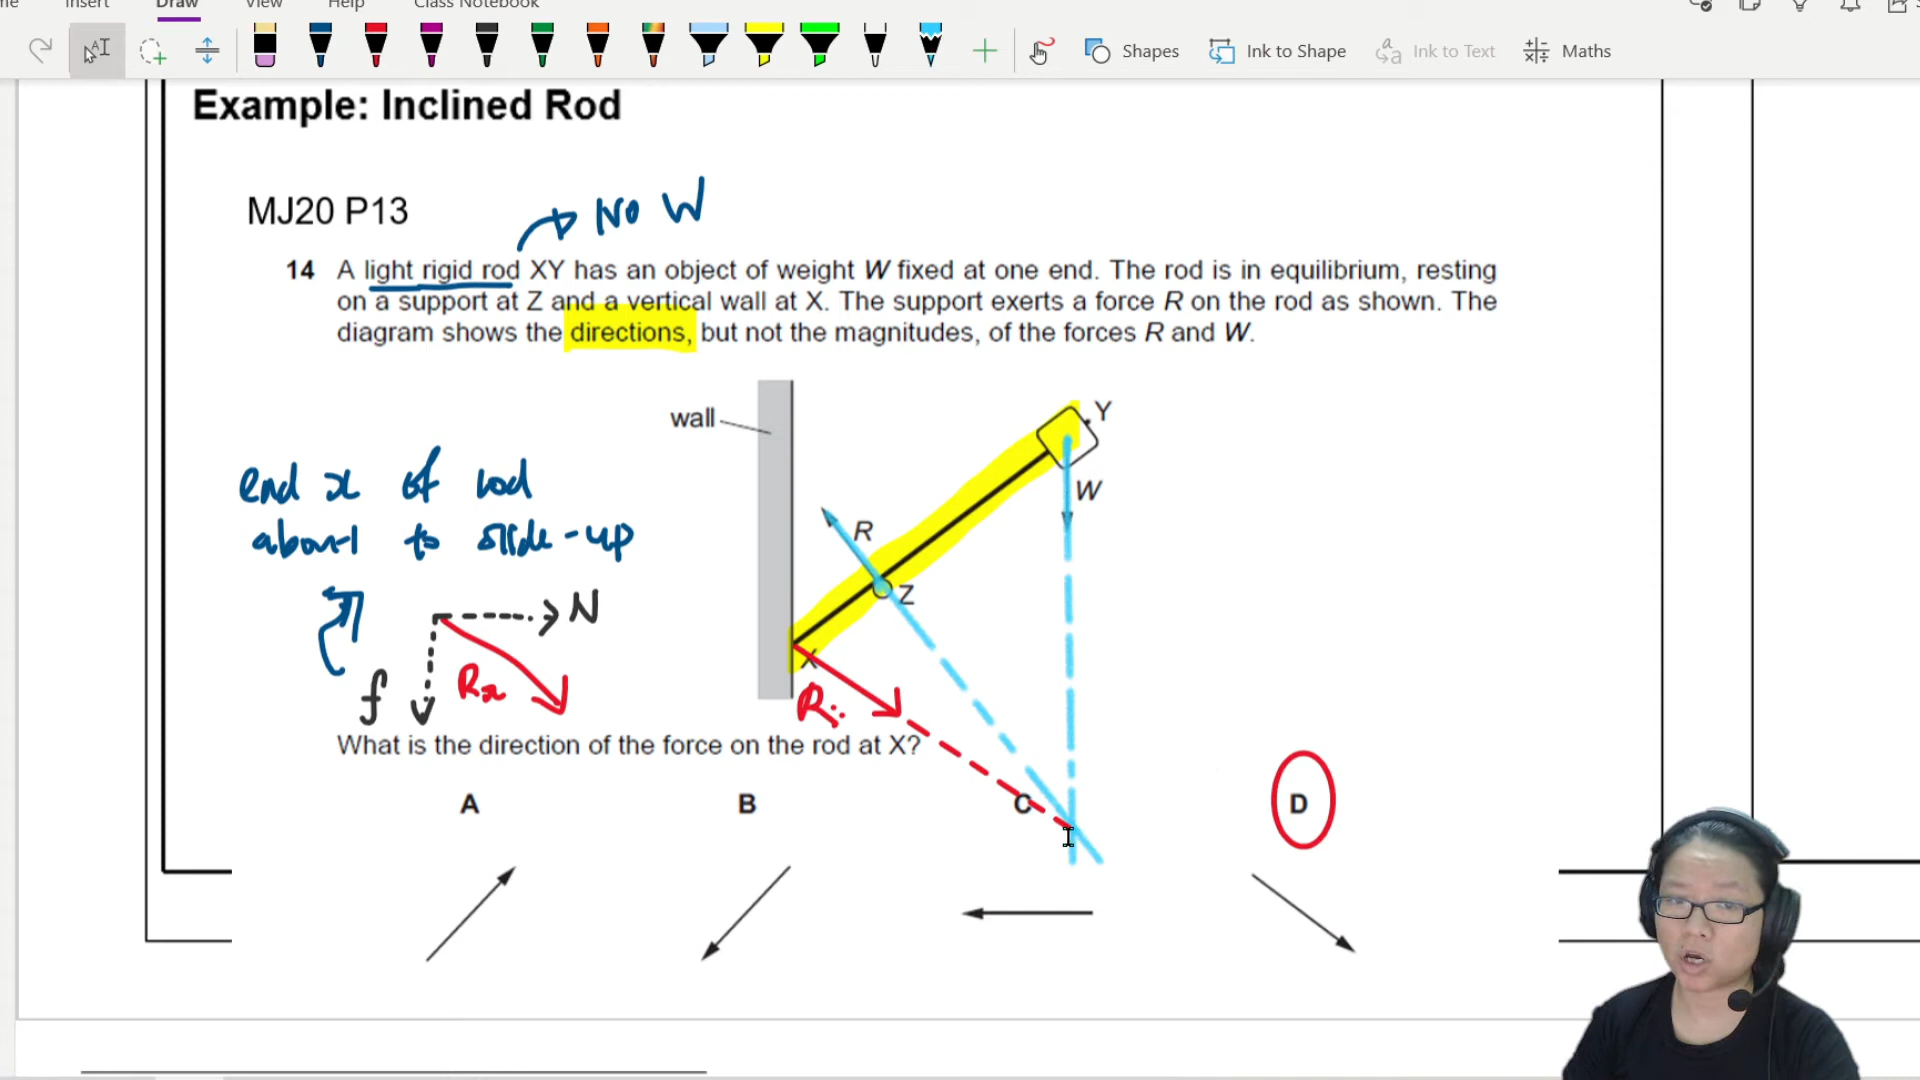 Insert Draw View Help Class Notebook
Shapes Ink to Shape Ink to Text Maths
Example: Inclined Rod
MJ20 P13
No W
14 A light rigid rod XY has an object of weight W fixed at one end. The rod is in equilibrium, resting
on a support at Z and a vertical wall at X. The support exerts a force R on the rod as shown. The
diagram shows the directions, but not the magnitudes, of the forces R and W.
wall
Y
W
R
Z
X
end x of rod
about to slide-up
N
f
Rx
What is the direction of the force on the rod at X?
A B C D